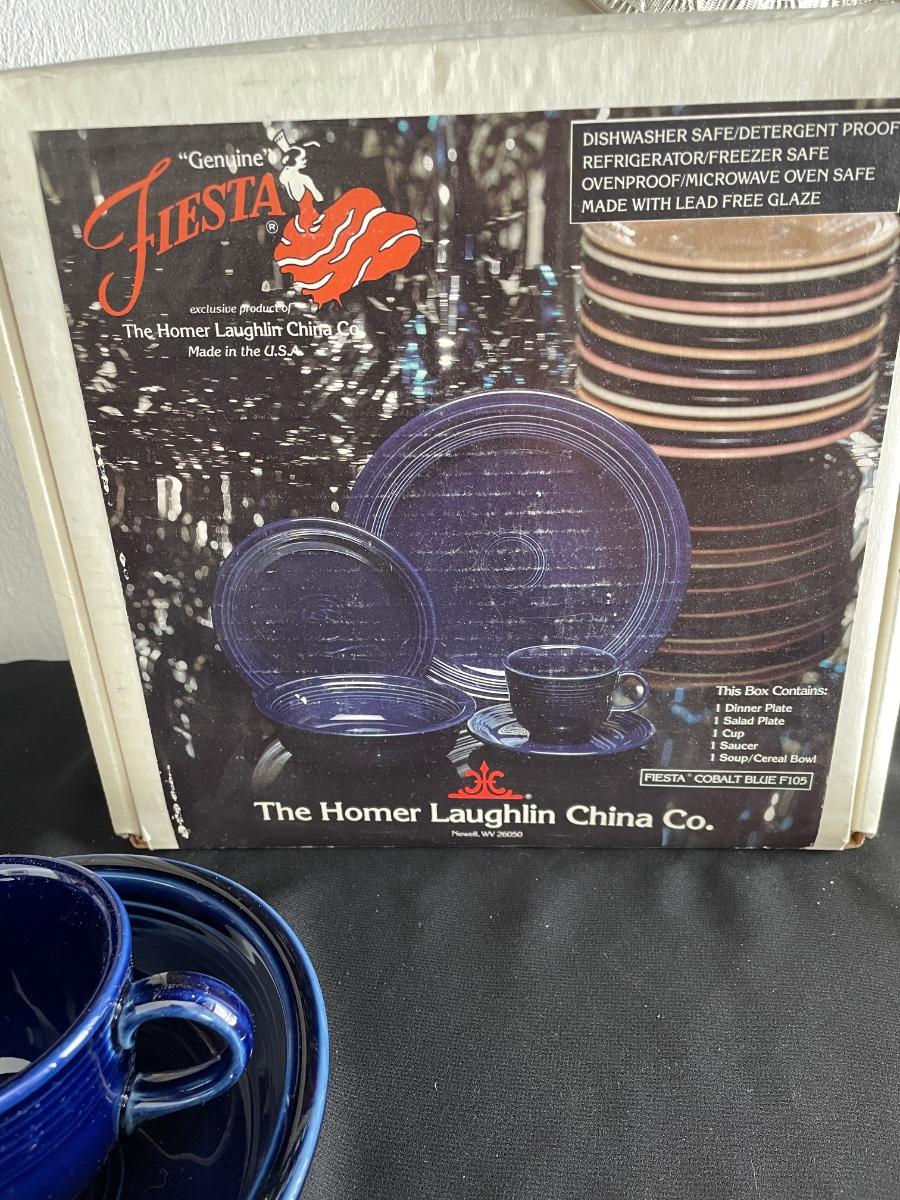 "Genuine"
FIESTA®
exclusive product of
The Homer Laughlin China Co.
Made in the U.S.A.
DISHWASHER SAFE/DETERGENT PROOF
REFRIGERATOR/FREEZER SAFE
OVENPROOF/MICROWAVE OVEN SAFE
MADE WITH LEAD FREE GLAZE
This Box Contains:
1 Dinner Plate
1 Salad Plate
1 Cup
1 Saucer
1 Soup/Cereal Bowl
FIESTA® COBALT BLUE F105
The Homer Laughlin China Co.
Newell, WV 26050